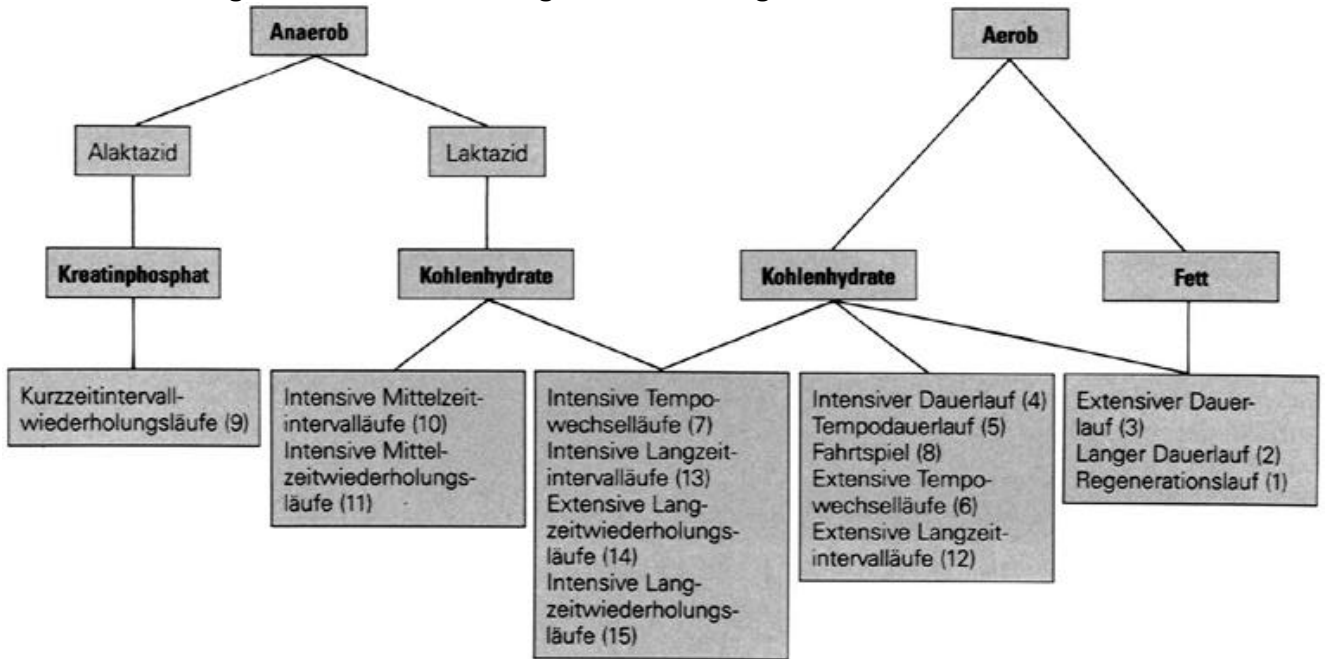 Anaerob
Aerob
Alaktazid
Laktazid
Kreatinphosphat
Kohlenhydrate
Kohlenhydrate
Fett
Kurzzeitintervall-
wiederholungsläufe (9)
Intensive Mittelzeit-
intervalläufe (10)
Intensive Mittel-
zeitwiederholungs-
läufe (11)
Intensive Tempo-
wechselläufe (7)
Intensive Langzeit-
intervalläufe (13)
Extensive Lang-
zeitwiederholungs-
läufe (14)
Intensive Lang-
zeitwiederholungs-
läufe (15)
Intensiver Dauerlauf (4)
Tempodauerlauf (5)
Fahrtspiel (8)
Extensive Tempo-
wechselläufe (6)
Extensive Langzeit-
intervalläufe (12)
Extensiver Dauer-
lauf (3)
Langer Dauerlauf (2)
Regenerationslauf (1)